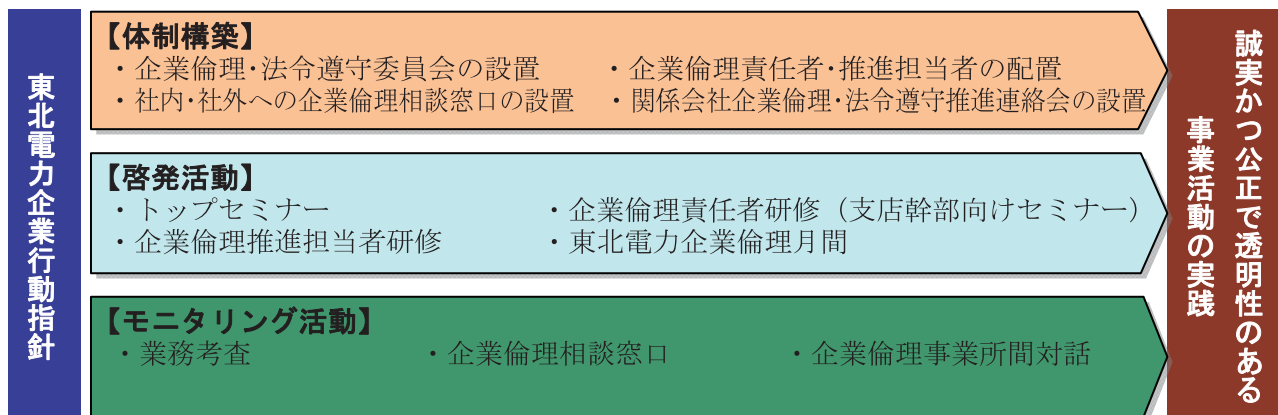 東北電力企業行動指針
【体制構築】
・企業倫理・法令遵守委員会の設置 ・企業倫理責任者・推進担当者の配置
・社内・社外への企業倫理相談窓口の設置 ・関係会社企業倫理・法令遵守推進連絡会の設置
【啓発活動】
・トップセミナー ・企業倫理責任者研修（支店幹部向けセミナー）
・企業倫理推進担当者研修 ・東北電力企業倫理月間
【モニタリング活動】
・業務考査 ・企業倫理相談窓口 ・企業倫理事業所間対話
誠実かつ公正で透明性のある
事業活動の実践